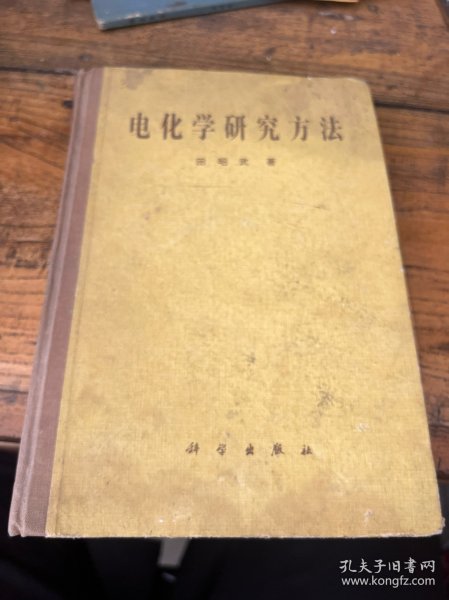 电化学研究方法
田昭武 著
科学出版社
孔夫子旧书网
www.kongfz.com